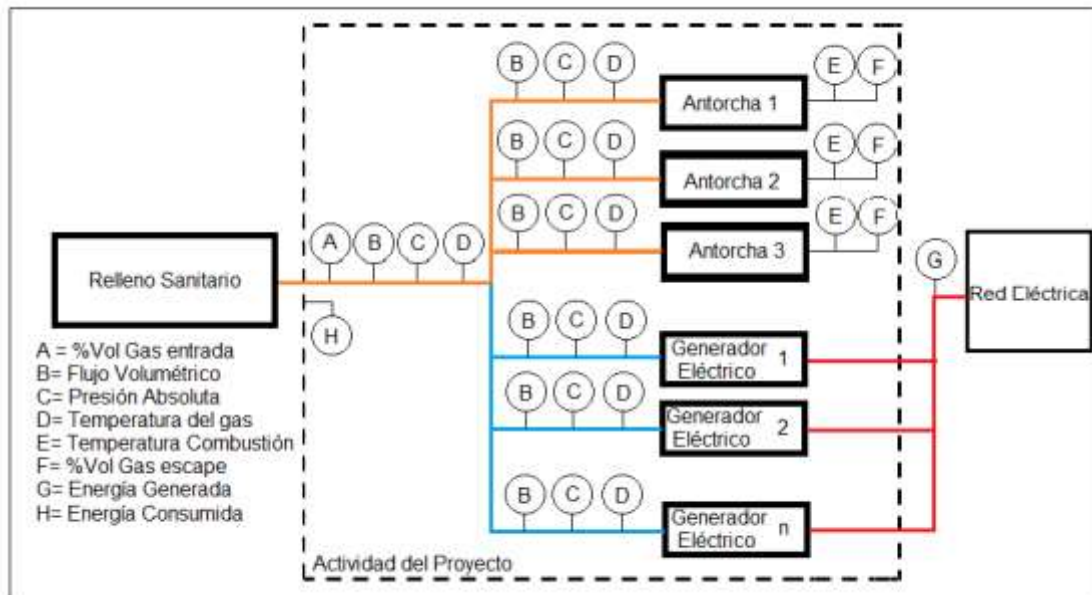 B C D
Antorcha 1
E F
B C D
Antorcha 2
E F
B C D
Antorcha 3
E F
A B C D
Relleno Sanitario
H
G
Red Eléctrica
A = %Vol Gas entrada
B= Flujo Volumétrico
C= Presión Absoluta
D= Temperatura del gas
E= Temperatura Combustión
F= %Vol Gas escape
G= Energía Generada
H= Energía Consumida
B C D
Generador 1
Eléctrico
B C D
Generador 2
Eléctrico
B C D
Generador n
Eléctrico
Actividad del Proyecto